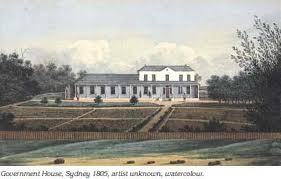 Government House, Sydney 1805, artist unknown, watercolour.